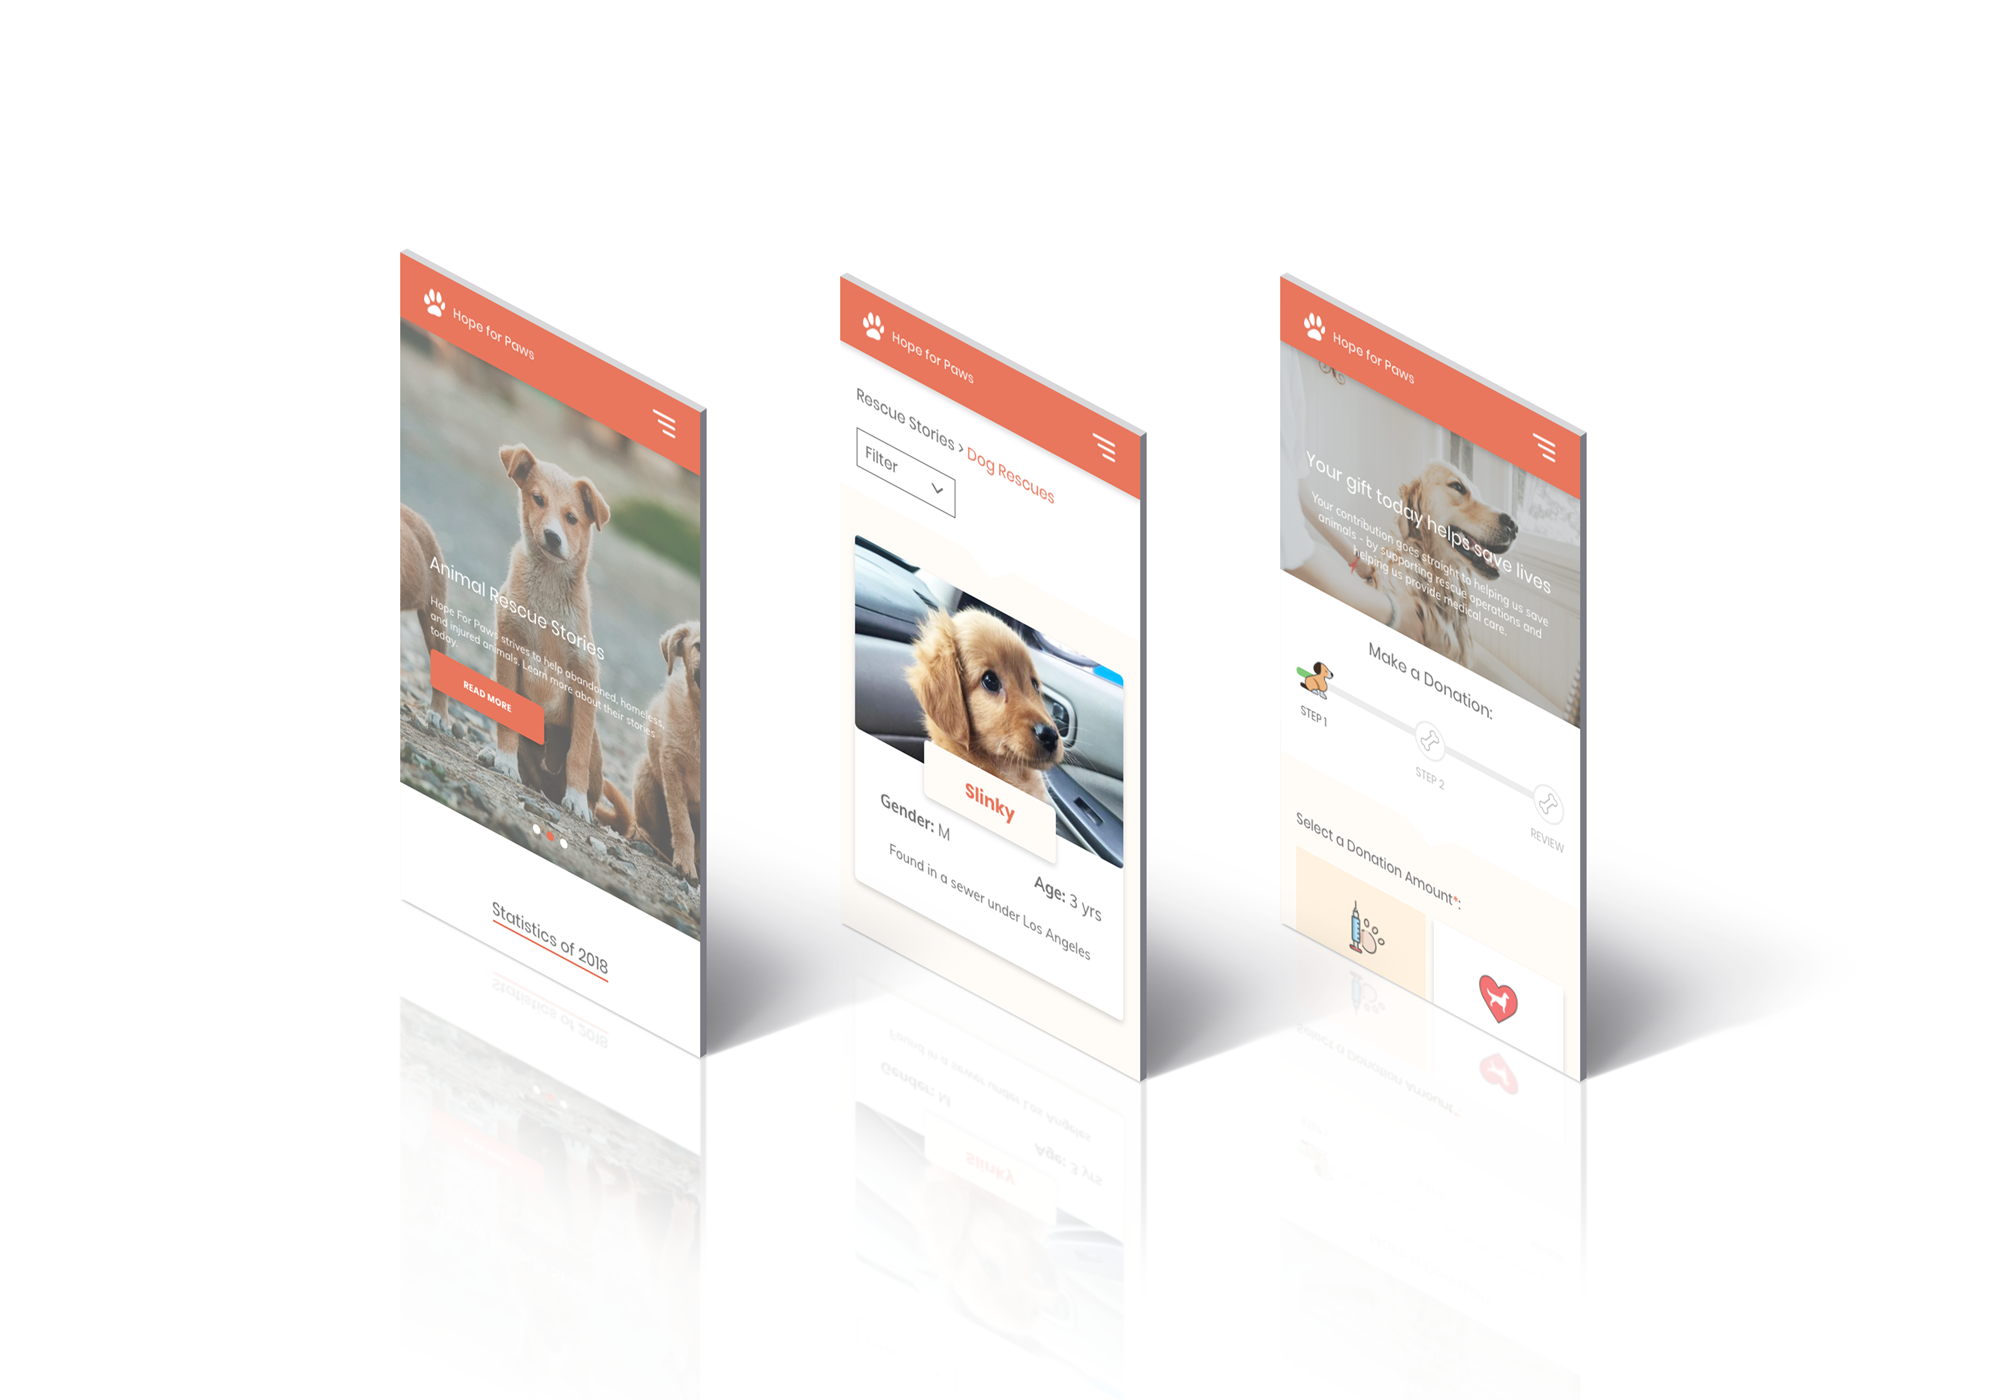 Hope for Paws
Animal Rescue Stories
Hope For Paws strives to help abandoned, homeless,
and injured animals. Learn more about their stories
today.
READ MORE
Statistics of 2018
Hope for Paws
Rescue Stories > Dog Rescues
Filter
Slinky
Gender: M
Age: 3 yrs
Found in a sewer under Los Angeles
Hope for Paws
Your gift today helps save lives
Your contribution goes straight to helping us save
animals - by supporting rescue operations and
helping us provide medical care.
Make a Donation:
STEP 1
STEP 2
REVIEW
Select a Donation Amount*: